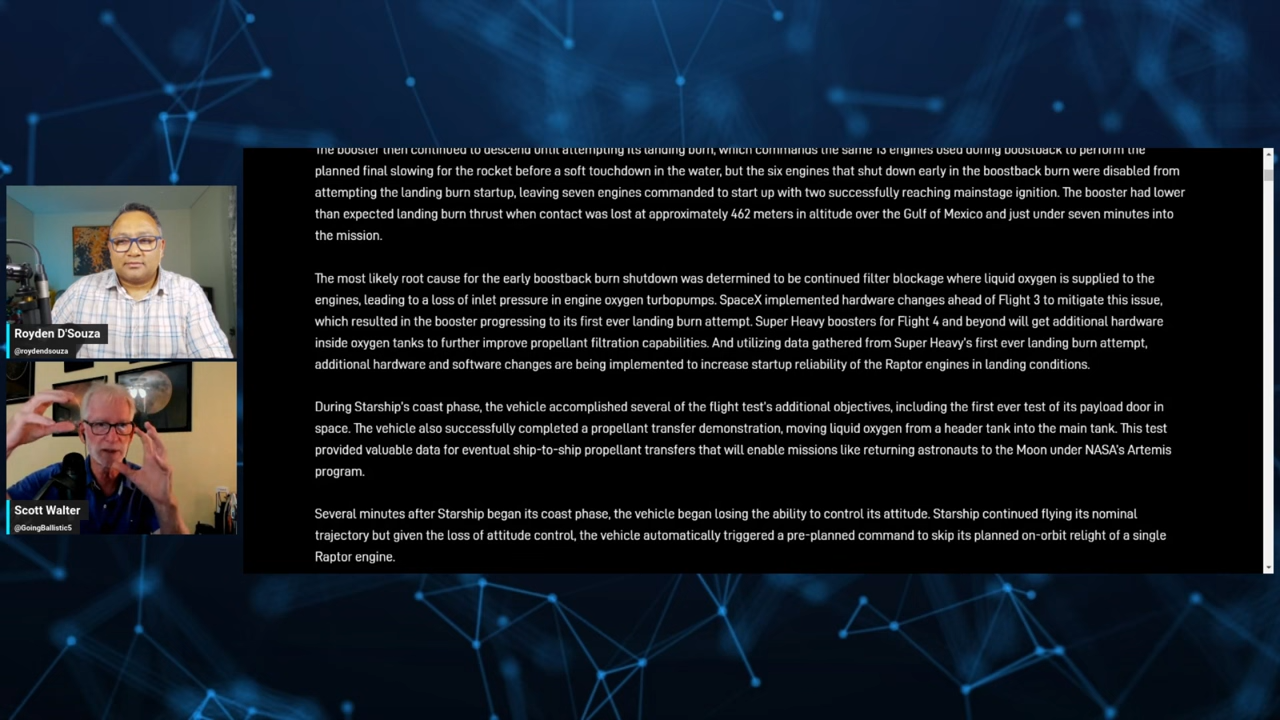 The booster then continued to descend until attempting its landing burn, which commands the same 13 engines used during boostback to perform the
planned final slowing for the rocket before a soft touchdown in the water, but the six engines that shut down early in the boostback burn were disabled from
attempting the landing burn startup, leaving seven engines commanded to start up with two successfully reaching mainstage ignition. The booster had lower
than expected landing burn thrust when contact was lost at approximately 462 meters in altitude over the Gulf of Mexico and just under seven minutes into
the mission.
The most likely root cause for the early boostback burn shutdown was determined to be continued filter blockage where liquid oxygen is supplied to the
engines, leading to a loss of inlet pressure in engine oxygen turbopumps. SpaceX implemented hardware changes ahead of Flight 3 to mitigate this issue,
which resulted in the booster progressing to its first ever landing burn attempt. Super Heavy boosters for Flight 4 and beyond will get additional hardware
inside oxygen tanks to further improve propellant filtration capabilities. And utilizing data gathered from Super Heavy's first ever landing burn attempt,
additional hardware and software changes are being implemented to increase startup reliability of the Raptor engines in landing conditions.
During Starship's coast phase, the vehicle accomplished several of the flight test's additional objectives, including the first ever test of its payload door in
space. The vehicle also successfully completed a propellant transfer demonstration, moving liquid oxygen from a header tank into the main tank. This test
provided valuable data for eventual ship-to-ship propellant transfers that will enable missions like returning astronauts to the Moon under NASA's Artemis
program.
Several minutes after Starship began its coast phase, the vehicle began losing the ability to control its attitude. Starship continued flying its nominal
trajectory but given the loss of attitude control, the vehicle automatically triggered a pre-planned command to skip its planned on-orbit relight of a single
Raptor engine.
Royden D'Souza
@roydendsouza
Scott Walter
@GoingBallistic5